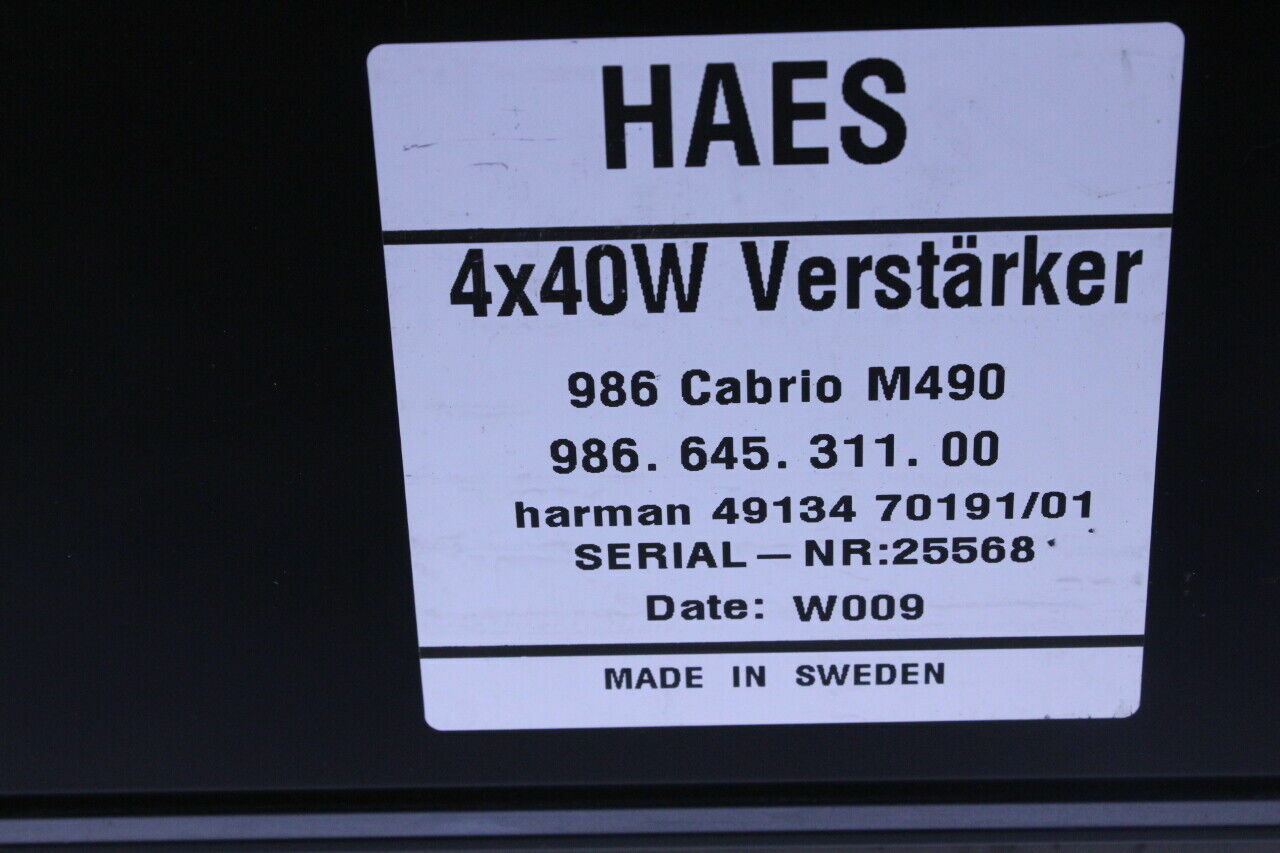 HAES
4x40W Verstärker
986 Cabrio M490
986. 645. 311. 00
harman 49134 70191/01
SERIAL – NR:25568
Date: W009
MADE IN SWEDEN